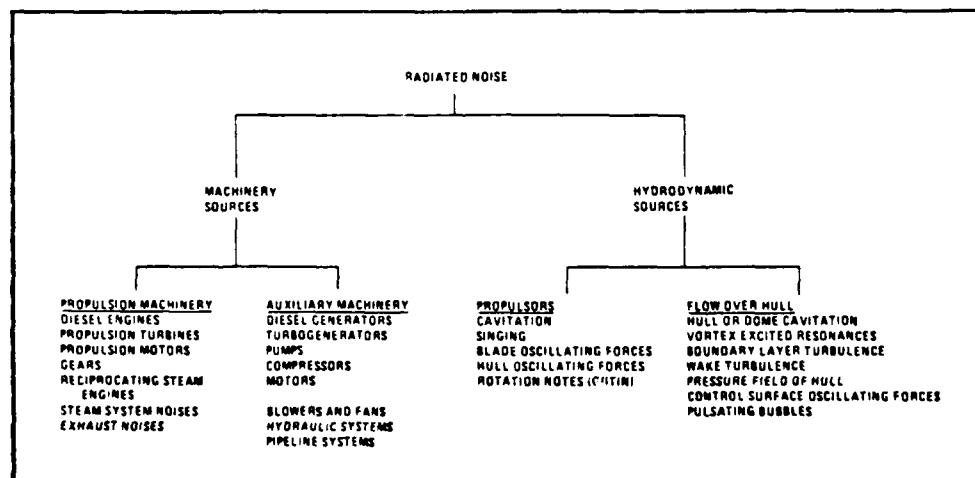 RADIATED NOISE
MACHINERY
SOURCES
HYDRODYNAMIC
SOURCES
PROPULSION MACHINERY
DIESEL ENGINES
PROPULSION TURBINES
PROPULSION MOTORS
GEARS
RECIPROCATING STEAM
ENGINES
STEAM SYSTEM NOISES
EXHAUST NOISES
AUXILIARY MACHINERY
DIESEL GENERATORS
TURBOGENERATORS
PUMPS
COMPRESSORS
MOTORS
BLOWERS AND FANS
HYDRAULIC SYSTEMS
PIPELINE SYSTEMS
PROPULSORS
CAVITATION
SINGING
BLADE OSCILLATING FORCES
HULL OSCILLATING FORCES
ROTATION NOTES
FLOW OVER HULL
HULL OR DOME CAVITATION
VORTEX EXCITED RESONANCES
BOUNDARY LAYER TURBULENCE
WAKE TURBULENCE
PRESSURE FIELD OF HULL
CONTROL SURFACE OSCILLATING FORCES
PULSATING BUBBLES